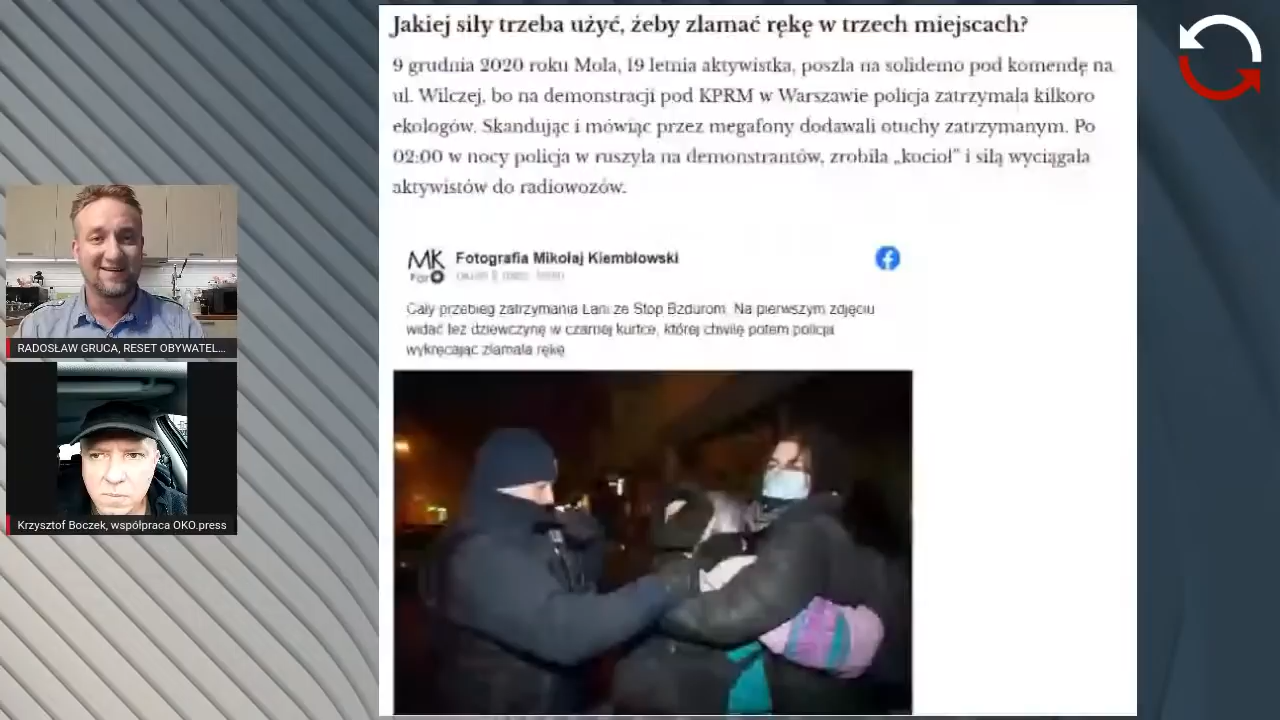 Jakiej siły trzeba użyć, żeby złamać rękę w trzech miejscach?
9 grudnia 2020 roku Mola, 19 letnia aktywistka, poszła na solidemo pod komendę na
ul. Wilczej, bo na demonstracji pod KPRM w Warszawie policja zatrzymała kilkoro
ekologów. Skandując i mówiąc przez megafony dodawali otuchy zatrzymanym. Po
02:00 w nocy policja w ruszyła na demonstrantów, zrobiła „kocioł” i siłą wyciągała
aktywistów do radiowozów.
MK
Fotografia Mikołaj Kiembłowski
Cały przebieg zatrzymania Lani ze Stop Bzdurom. Na pierwszym zdjęciu
widać też dziewczynę w czarnej kurtce, której chwilę potem policja
wykręcając złamała rękę
RADOSŁAW GRUCA, RESET OBYWATEL...
Krzysztof Boczek, współpraca OKO.press